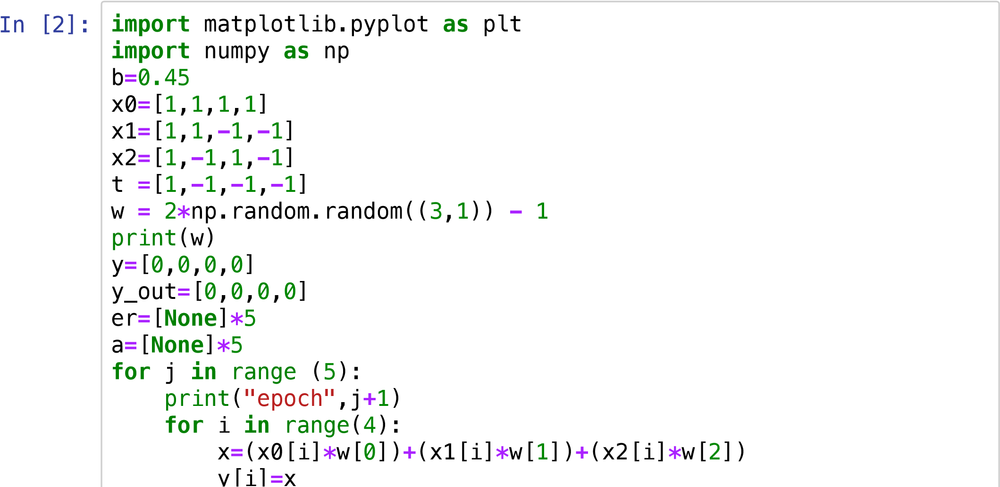 In [2]: import matplotlib.pyplot as plt
import numpy as np
b=0.45
x0=[1,1,1,1]
x1=[1,1,-1,-1]
x2=[1,-1,1,-1]
t =[1,-1,-1,-1]
w = 2*np.random.random((3,1)) - 1
print(w)
y=[0,0,0,0]
y_out=[0,0,0,0]
er=[None]*5
a=[None]*5
for j in range (5):
    print("epoch",j+1)
    for i in range(4):
        x=(x0[i]*w[0])+(x1[i]*w[1])+(x2[i]*w[2])
        y[i]=x